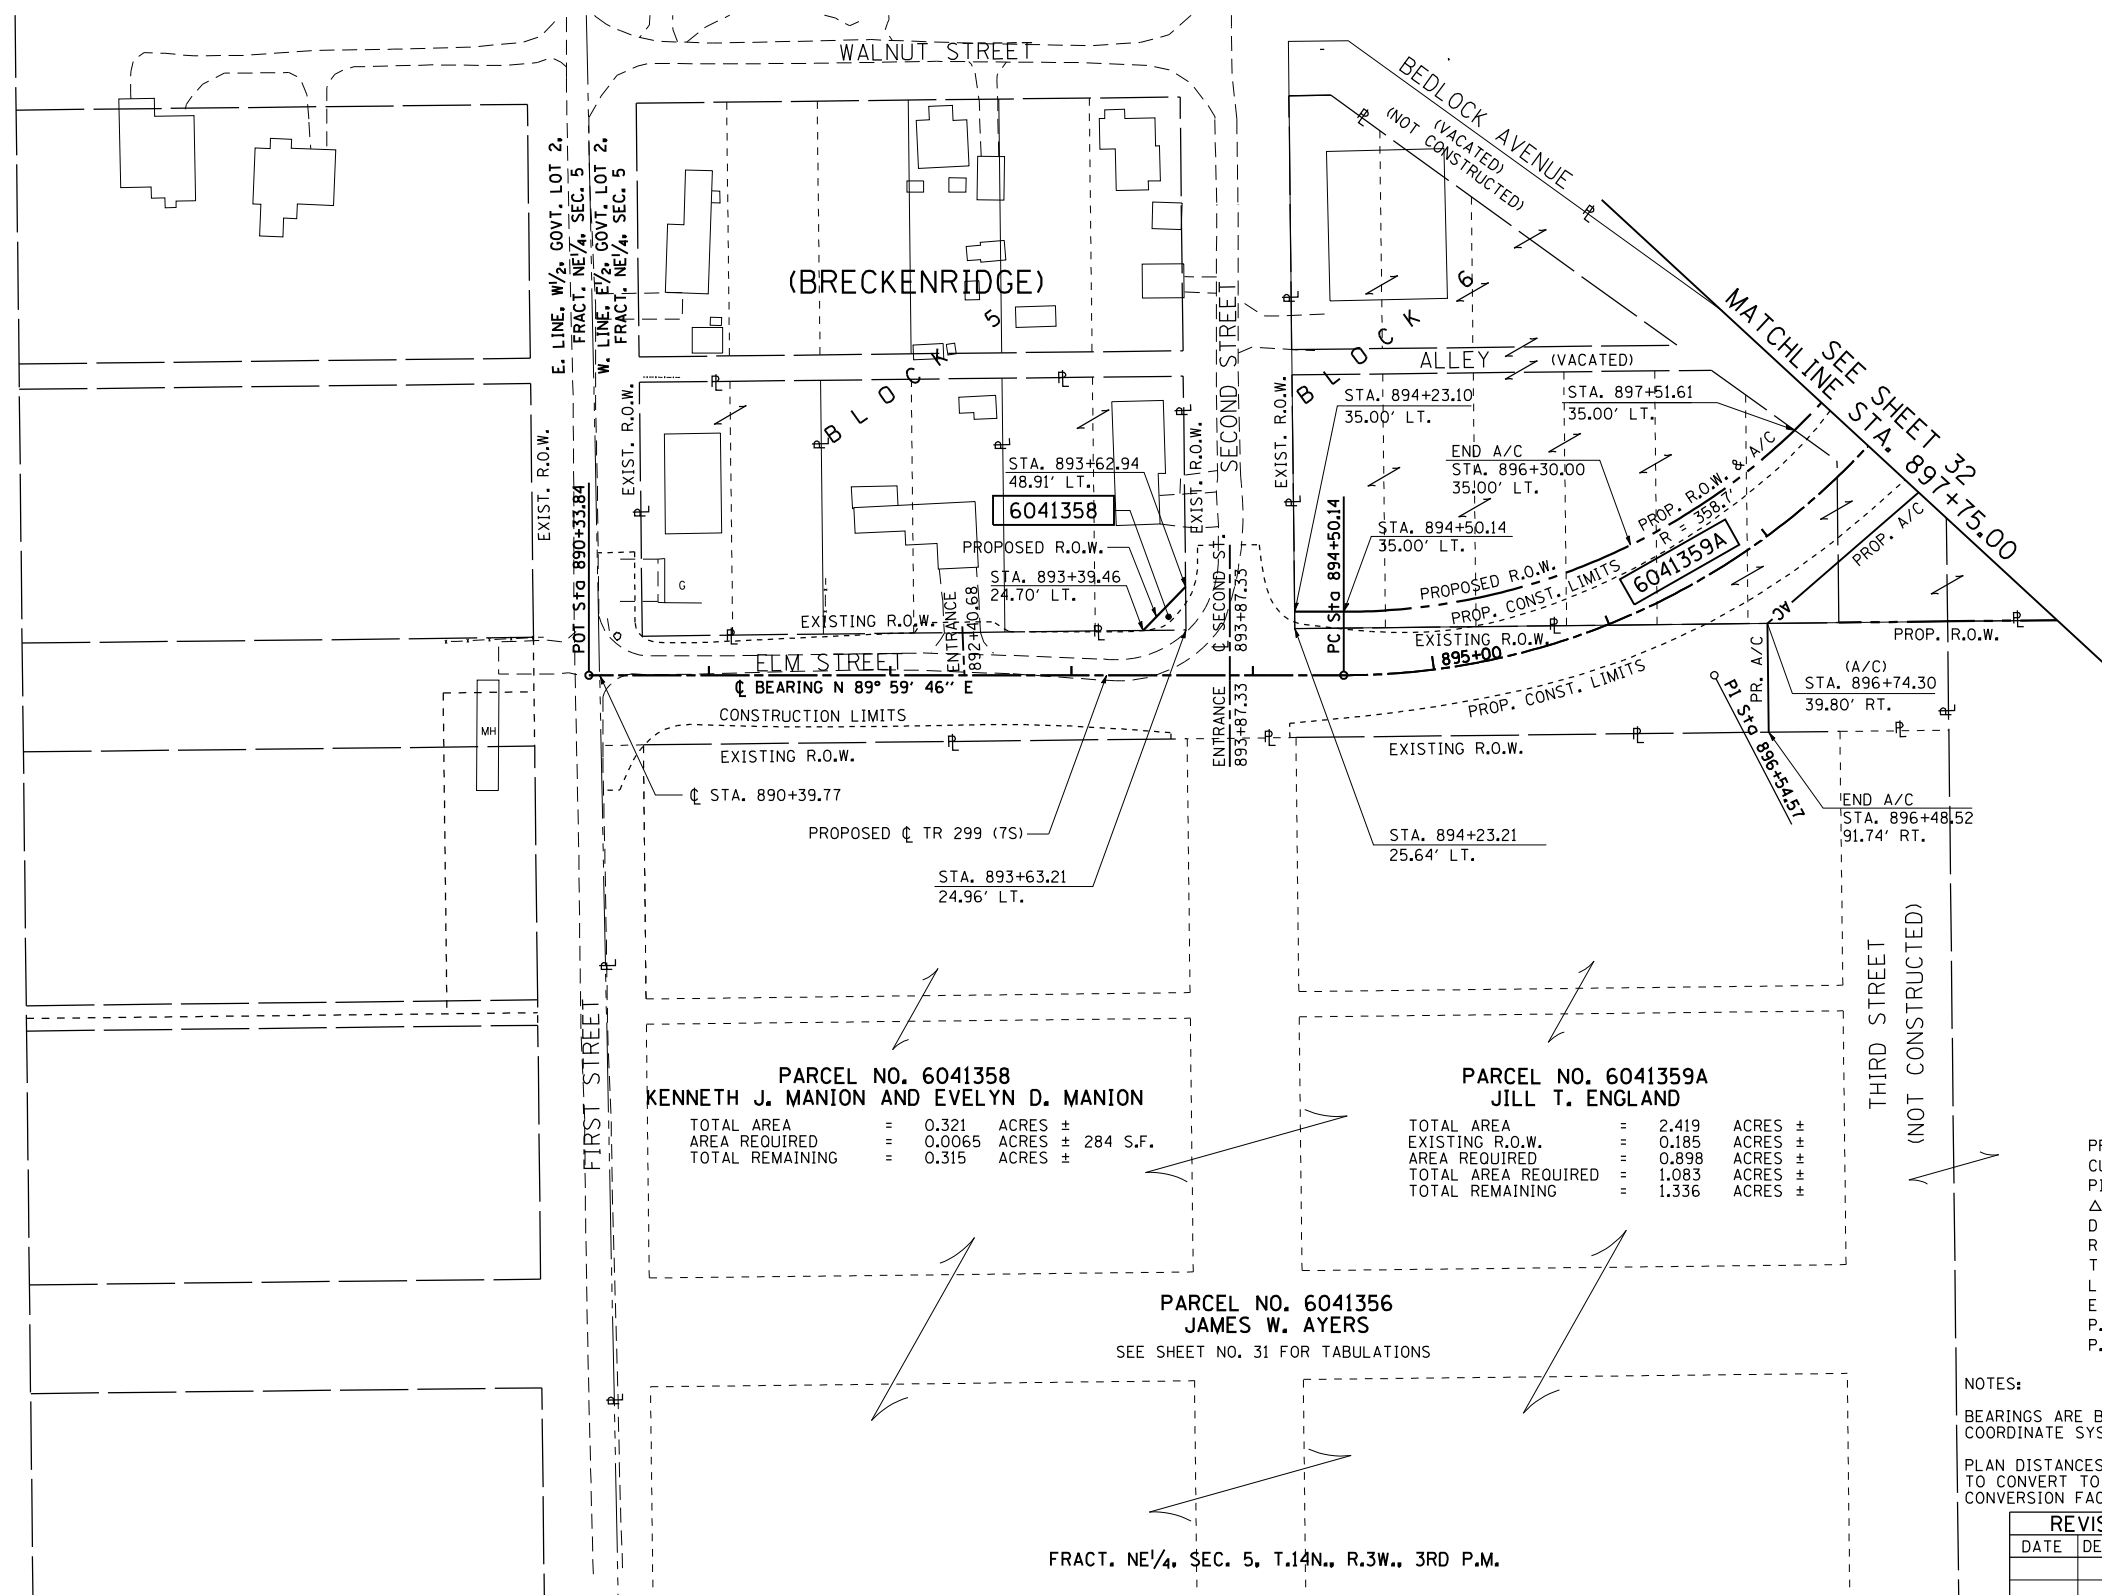 WALNUT STREET
BEDLOCK AVENUE
(VACATED)
(NOT CONSTRUCTED)
E. LINE, W½, GOVT. LOT 2,
FRACT. NE¼, SEC. 5
W. LINE, E½, GOVT. LOT 2,
FRACT. NE¼, SEC. 5
(BRECKENRIDGE)
BLOCK 5
BLOCK 6
SECOND STREET
ALLEY (VACATED)
MATCHLINE STA. 897+75.00
SEE SHEET 32
STA. 894+23.10
35.00' LT.
STA. 897+51.61
35.00' LT.
EXIST. R.O.W.
EXIST. R.O.W.
EXIST. R.O.W.
EXIST. R.O.W.
STA. 893+62.94
48.91' LT.
6041358
PROPOSED R.O.W.
STA. 893+39.46
24.70' LT.
END A/C
STA. 896+30.00
35.00' LT.
STA. 894+50.14
35.00' LT.
PROP. R.O.W. & A/C
R = 358.7'
6041359A
PROPOSED R.O.W.
PROP. CONST. LIMITS
PROP. A/C
AC
POT Sta 890+33.84
G
P
EXISTING R.O.W.
ENTRANCE
892+40.68
℄ SECOND ST.
893+87.33
PC Sta 894+50.14
EXISTING R.O.W.
895+00
PROP. R.O.W.
ELM STREET
℄ BEARING N 89° 59' 46" E
CONSTRUCTION LIMITS
EXISTING R.O.W.
MH
ENTRANCE
893+87.33
PROP. CONST. LIMITS
EXISTING R.O.W.
PR. A/C
(A/C)
STA. 896+74.30
39.80' RT.
PI Sta 896+54.57
END A/C
STA. 896+48.52
91.74' RT.
℄ STA. 890+39.77
PROPOSED ℄ TR 299 (7S)
STA. 893+63.21
24.96' LT.
STA. 894+23.21
25.64' LT.
FIRST STREET
THIRD STREET
(NOT CONSTRUCTED)
PARCEL NO. 6041358
KENNETH J. MANION AND EVELYN D. MANION
TOTAL AREA = 0.321 ACRES ±
AREA REQUIRED = 0.0065 ACRES ± 284 S.F.
TOTAL REMAINING = 0.315 ACRES ±
PARCEL NO. 6041359A
JILL T. ENGLAND
TOTAL AREA = 2.419 ACRES ±
EXISTING R.O.W. = 0.185 ACRES ±
AREA REQUIRED = 0.898 ACRES ±
TOTAL AREA REQUIRED = 1.083 ACRES ±
TOTAL REMAINING = 1.336 ACRES ±
PARCEL NO. 6041356
JAMES W. AYERS
SEE SHEET NO. 31 FOR TABULATIONS
FRACT. NE¼, SEC. 5, T.14N., R.3W., 3RD P.M.
△
D
R
T
L
E
P.
P.
NOTES:
BEARINGS ARE
COORDINATE
PLAN DISTANCES
TO CONVERT TO
CONVERSION
DATE